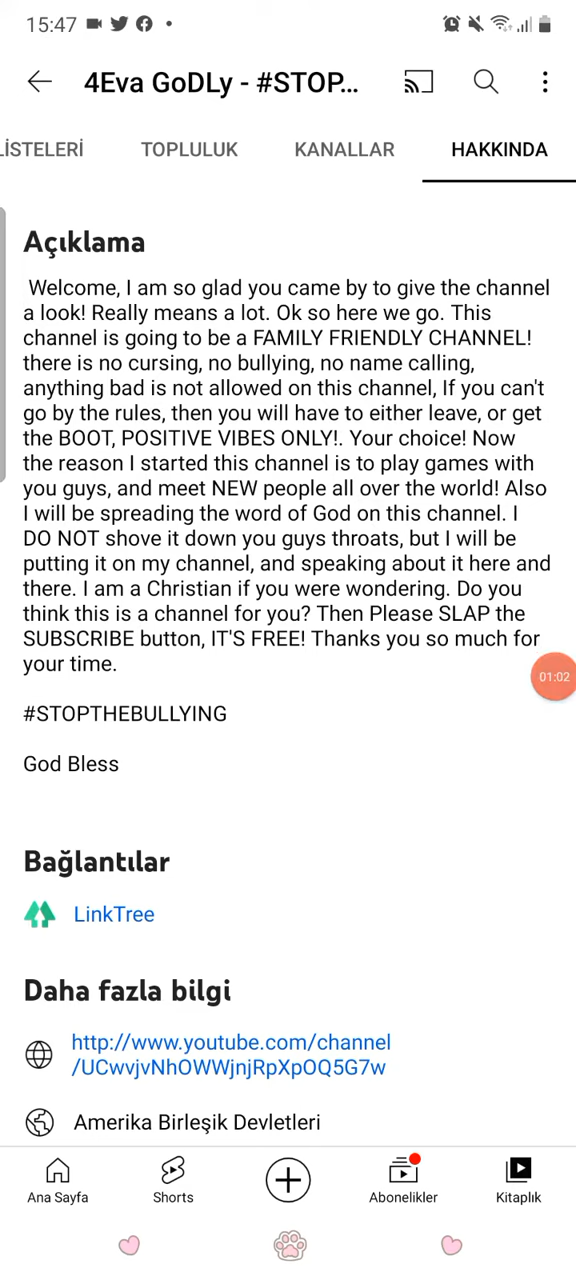 15:47
4Eva GoDLy - #STOP...
LİSTELERİ TOPLULUK KANALLAR HAKKINDA
Açıklama
Welcome, I am so glad you came by to give the channel
a look! Really means a lot. Ok so here we go. This
channel is going to be a FAMILY FRIENDLY CHANNEL!
there is no cursing, no bullying, no name calling,
anything bad is not allowed on this channel, If you can't
go by the rules, then you will have to either leave, or get
the BOOT, POSITIVE VIBES ONLY!. Your choice! Now
the reason I started this channel is to play games with
you guys, and meet NEW people all over the world! Also
I will be spreading the word of God on this channel. I
DO NOT shove it down you guys throats, but I will be
putting it on my channel, and speaking about it here and
there. I am a Christian if you were wondering. Do you
think this is a channel for you? Then Please SLAP the
SUBSCRIBE button, IT'S FREE! Thanks you so much for
your time.
01:02
#STOPTHEBULLYING
God Bless
Bağlantılar
LinkTree
Daha fazla bilgi
http://www.youtube.com/channel
/UCwvjvNhOWWjnjRpXpOQ5G7w
Amerika Birleşik Devletleri
Ana Sayfa Shorts Abonelikler Kitaplık